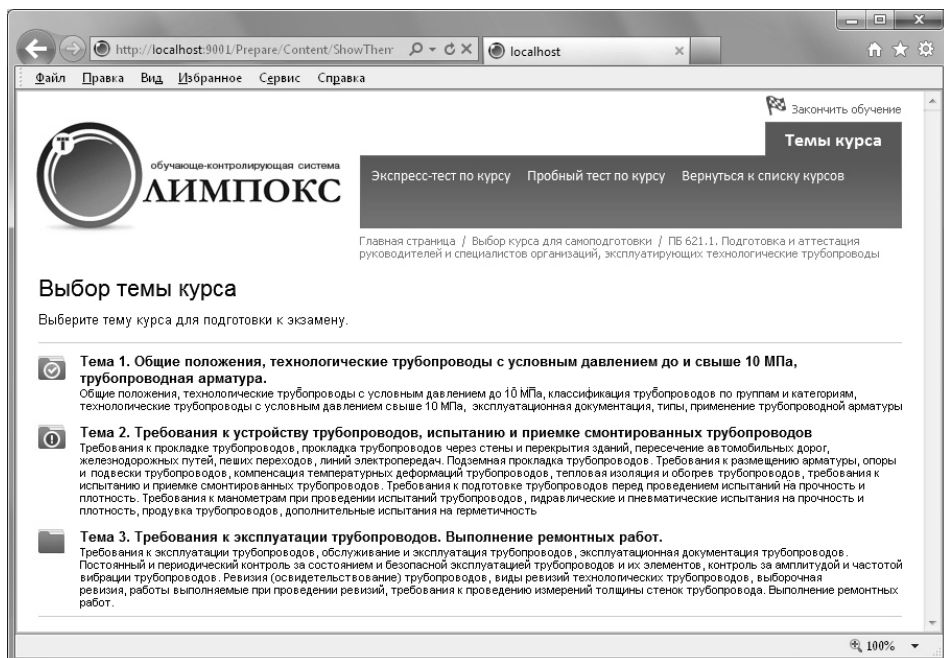 http://localhost:9001/Prepare/Content/ShowThem
localhost
Файл Правка Вид Избранное Сервис Справка
Закончить обучение
Темы курса
Т
обучающе-контролирующая система
ЛИМПОКС
Экспресс-тест по курсу Пробный тест по курсу Вернуться к списку курсов
Главная страница / Выбор курса для самоподготовки / ПБ 621.1. Подготовка и аттестация
руководителей и специалистов организаций, эксплуатирующих технологические трубопроводы
Выбор темы курса
Выберите тему курса для подготовки к экзамену.
Тема 1. Общие положения, технологические трубопроводы с условным давлением до и свыше 10 МПа,
трубопроводная арматура.
Общие положения, технологические трубопроводы с условным давлением до 10 МПа, классификация трубопроводов по группам и категориям,
технологические трубопроводы с условным давлением свыше 10 МПа, эксплуатационная документация, типы, применение трубопроводной арматуры
Тема 2. Требования к устройству трубопроводов, испытанию и приемке смонтированных трубопроводов
Требования к прокладке трубопроводов, прокладка трубопроводов через стены и перекрытия зданий, пересечение автомобильных дорог,
железнодорожных путей, пеших переходов, линий электропередач. Подземная прокладка трубопроводов. Требования к размещению арматуры, опоры
и подвески трубопроводов, компенсация температурных деформаций трубопроводов, тепловая изоляция и обогрев трубопроводов, требования к
испытанию и приемке смонтированных трубопроводов. Требования к подготовке трубопроводов перед проведением испытаний на прочность и
плотность. Требования к манометрам при проведении испытаний трубопроводов, гидравлические и пневматические испытания на прочность и
плотность, продувка трубопроводов, дополнительные испытания на герметичность
Тема 3. Требования к эксплуатации трубопроводов. Выполнение ремонтных работ.
Требования к эксплуатации трубопроводов, обслуживание и эксплуатация трубопроводов, эксплуатационная документация трубопроводов.
Постоянный и периодический контроль за состоянием и безопасной эксплуатацией трубопроводов и их элементов, контроль за амплитудой и частотой
вибрации трубопроводов. Ревизия (освидетельствование) трубопроводов, виды ревизий технологических трубопроводов, выборочная
ревизия, работы выполняемые при проведении ревизий, требования к проведению измерений толщины стенок трубопровода. Выполнение ремонтных
работ.
100%